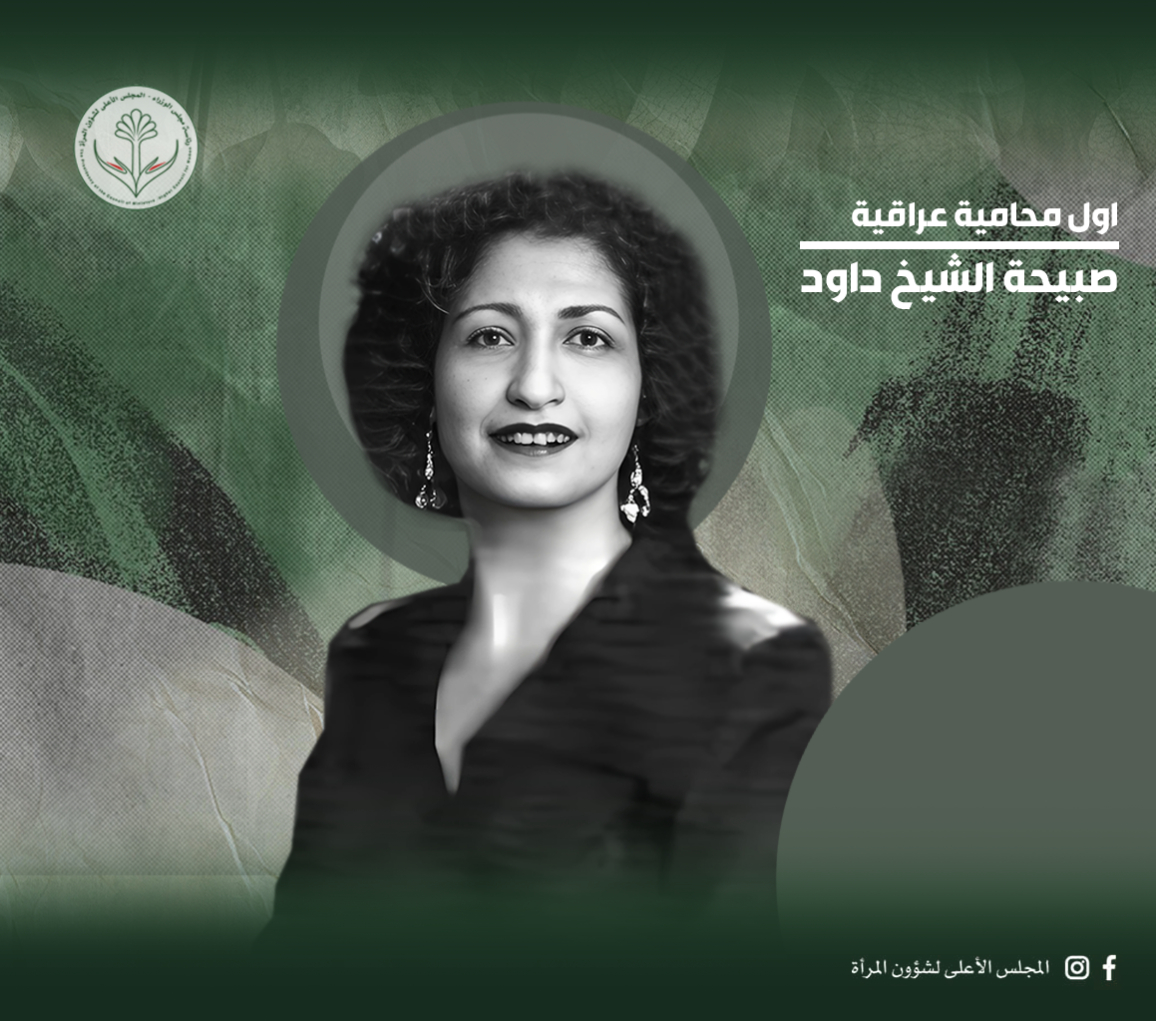 اول محامية عراقية
صبيحة الشيخ داود
المجلس الأعلى لشؤون المرأة